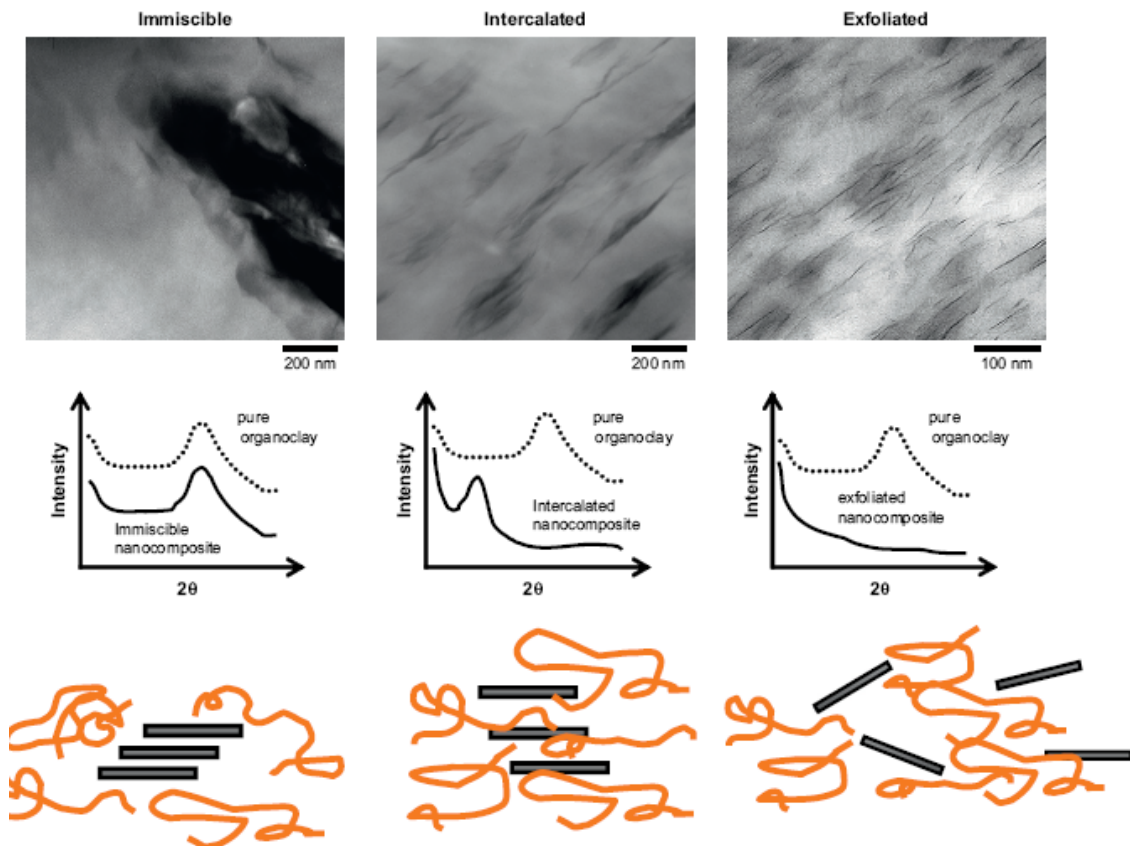 Immiscible
Intercalated
Exfoliated
200 nm
200 nm
100 nm
Intensity
pure
organoclay
Immiscible
nanocomposite
2θ
Intensity
pure
organoclay
Intercalated
nanocomposite
2θ
Intensity
pure
organoclay
exfoliated
nanocomposite
2θ